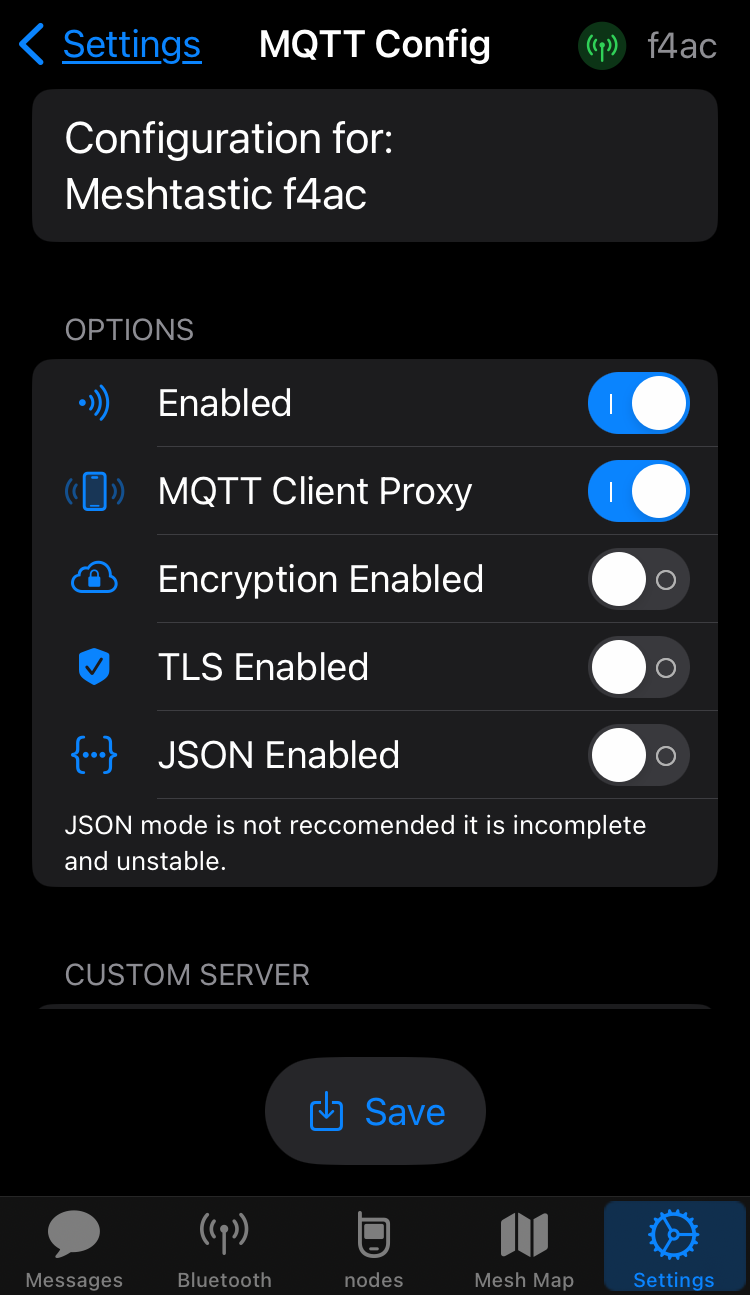 Settings
MQTT Config
f4ac
Configuration for:
Meshtastic f4ac
OPTIONS
Enabled
MQTT Client Proxy
Encryption Enabled
TLS Enabled
JSON Enabled
JSON mode is not reccomended it is incomplete
and unstable.
CUSTOM SERVER
Save
Messages
Bluetooth
nodes
Mesh Map
Settings